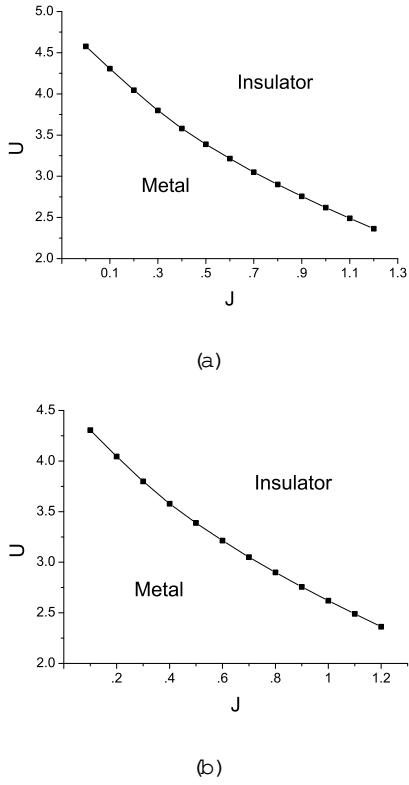 5.0
4.5
Insulator
4.0
3.5
U
3.0
Metal
2.5
2.0
0.1 .3 .5 .7 .9 1.1 1.3
J
(a)
4.5
4.0
Insulator
3.5
U
3.0
Metal
2.5
2.0
.2 .4 .6 .8 1 1.2
J
(b)